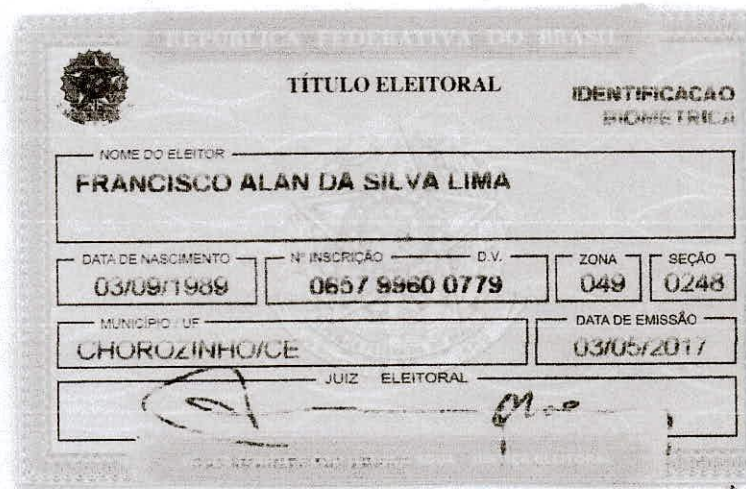 REPÚBLICA FEDERATIVA DO BRASIL
TÍTULO ELEITORAL
IDENTIFICACAO
BIOMETRICA
NOME DO ELEITOR
FRANCISCO ALAN DA SILVA LIMA
DATA DE NASCIMENTO
Nº INSCRIÇÃO D.V.
ZONA
SEÇÃO
03/09/1989
0657 9960 0779
049
0248
MUNICÍPIO / UF
DATA DE EMISSÃO
CHOROZINHO/CE
03/05/2017
JUIZ ELEITORAL